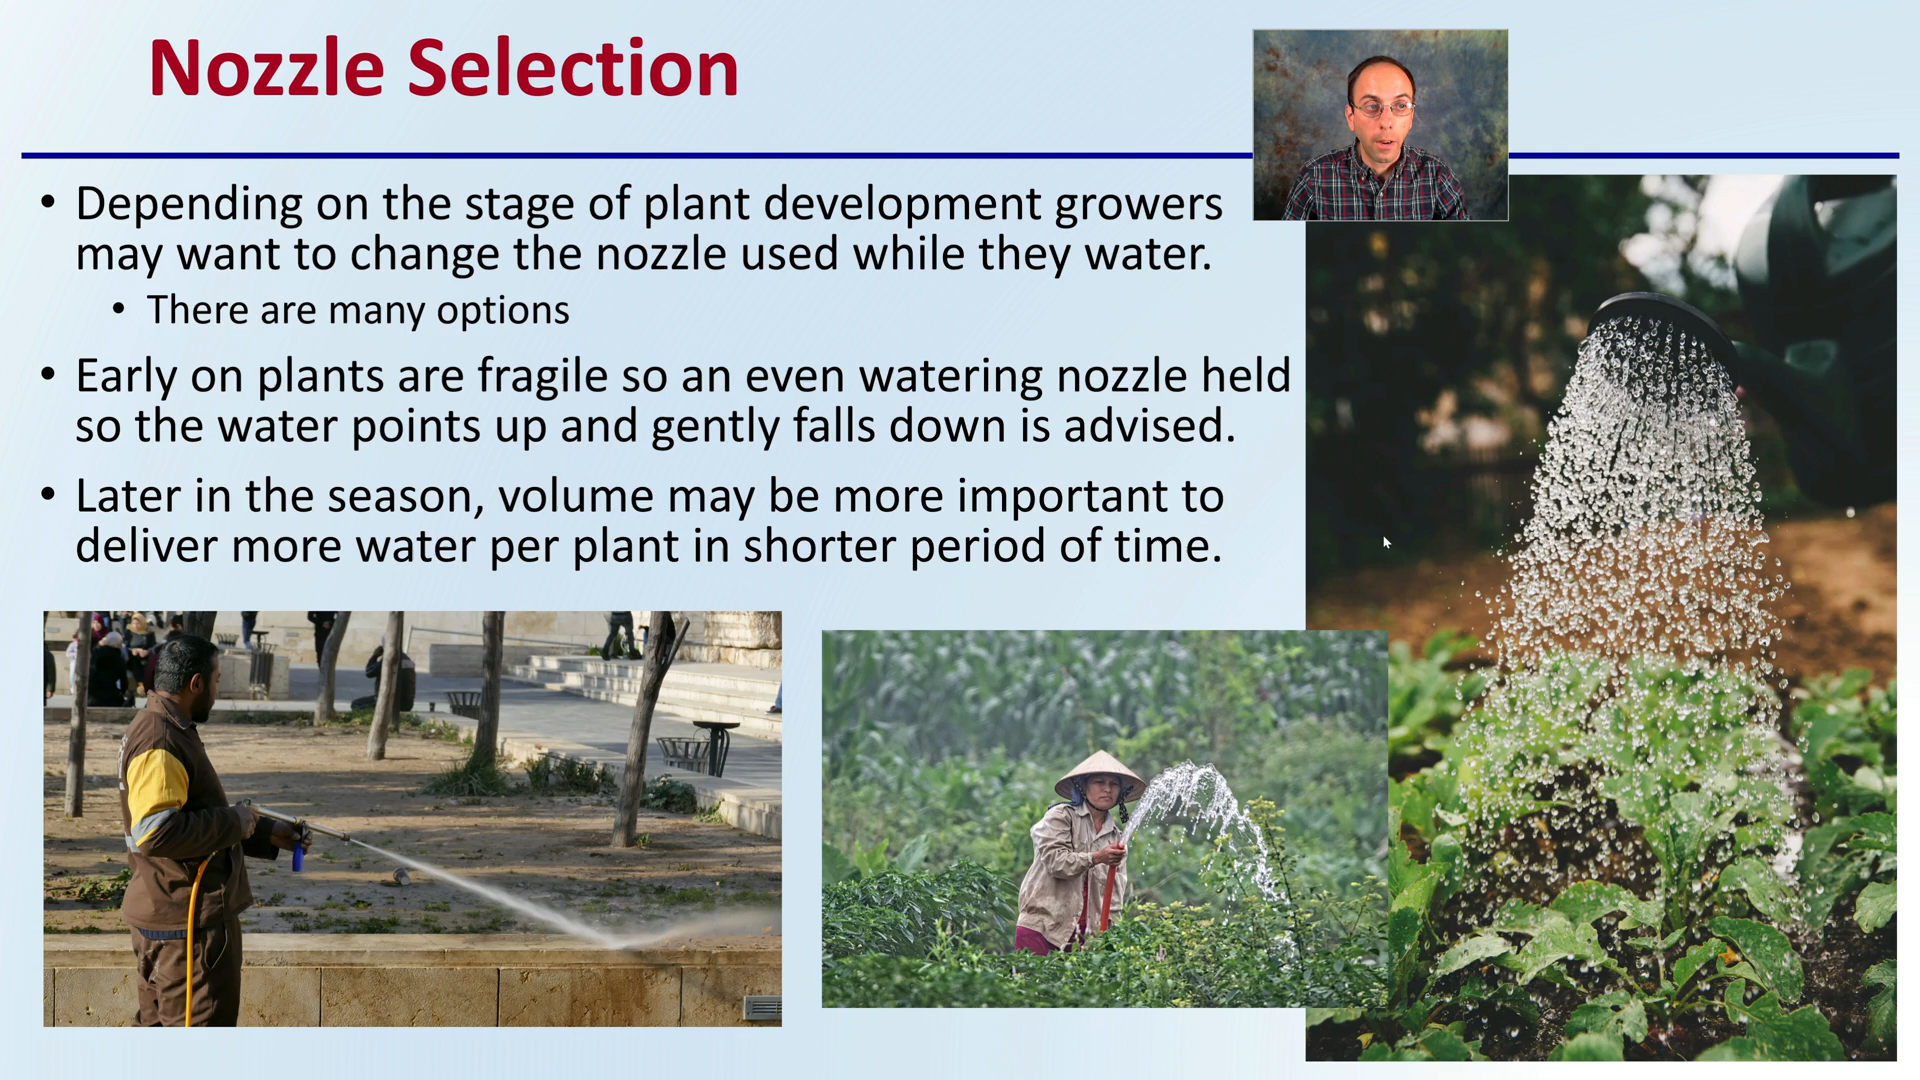 Nozzle Selection
• Depending on the stage of plant development growers
may want to change the nozzle used while they water.
• There are many options
• Early on plants are fragile so an even watering nozzle held
so the water points up and gently falls down is advised.
• Later in the season, volume may be more important to
deliver more water per plant in shorter period of time.